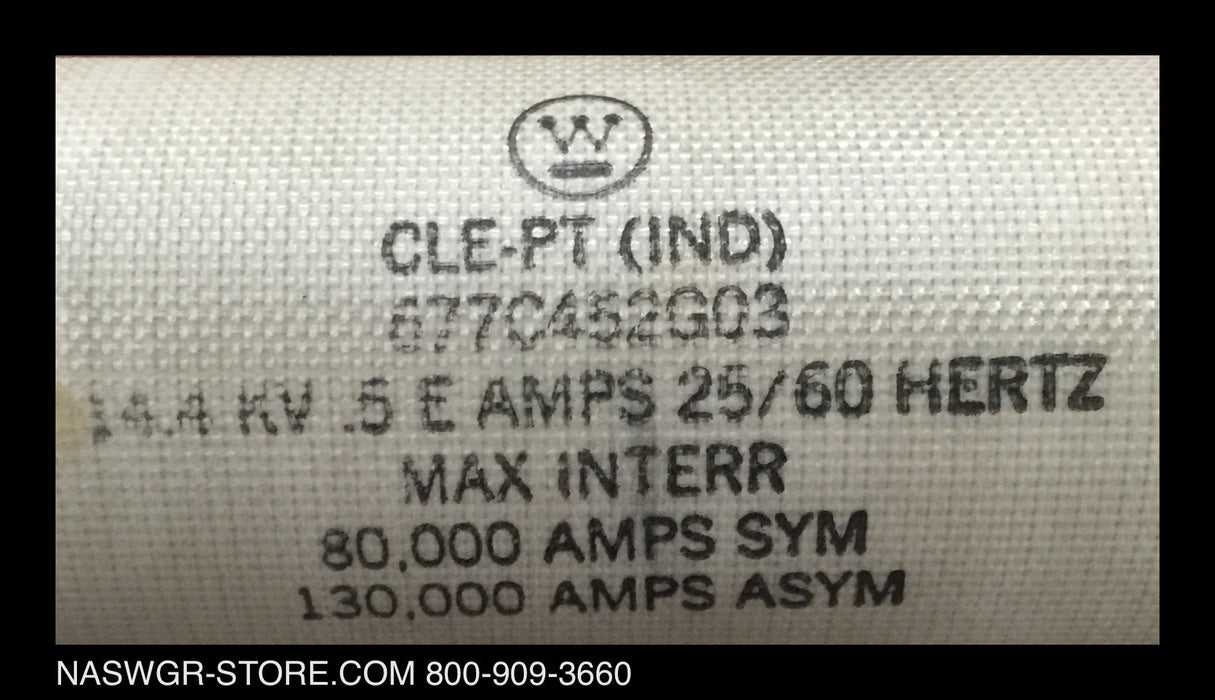 W
CLE-PT (IND)
677C452G03
14.4 KV .5 E AMPS 25/60 HERTZ
MAX INTERR
80,000 AMPS SYM
130,000 AMPS ASYM
NASWGR-STORE.COM 800-909-3660